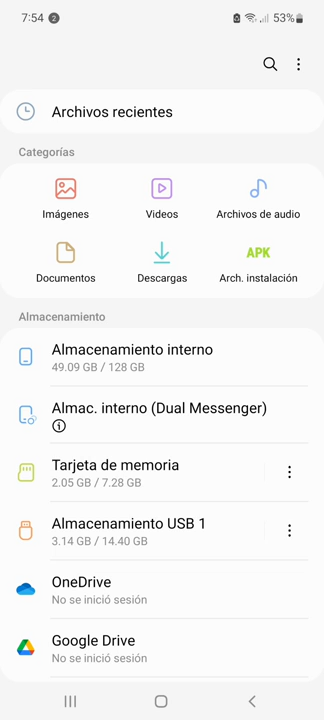 7:54 2 53%
Archivos recientes
Categorías
Imágenes Videos Archivos de audio
APK
Documentos Descargas Arch. instalación
Almacenamiento
Almacenamiento interno
49.09 GB / 128 GB
Almac. interno (Dual Messenger)
Tarjeta de memoria
2.05 GB / 7.28 GB
Almacenamiento USB 1
3.14 GB / 14.40 GB
OneDrive
No se inició sesión
Google Drive
No se inició sesión